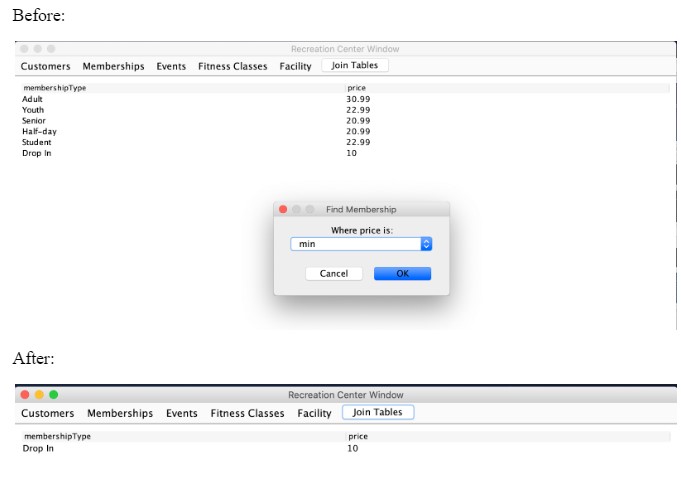 Before:
Recreation Center Window
Customers Memberships Events Fitness Classes Facility Join Tables
membershipType price
Adult 30.99
Youth 22.99
Senior 20.99
Half-day 20.99
Student 22.99
Drop In 10
Find Membership
Where price is:
min
Cancel OK
After:
Recreation Center Window
Customers Memberships Events Fitness Classes Facility Join Tables
membershipType price
Drop In 10